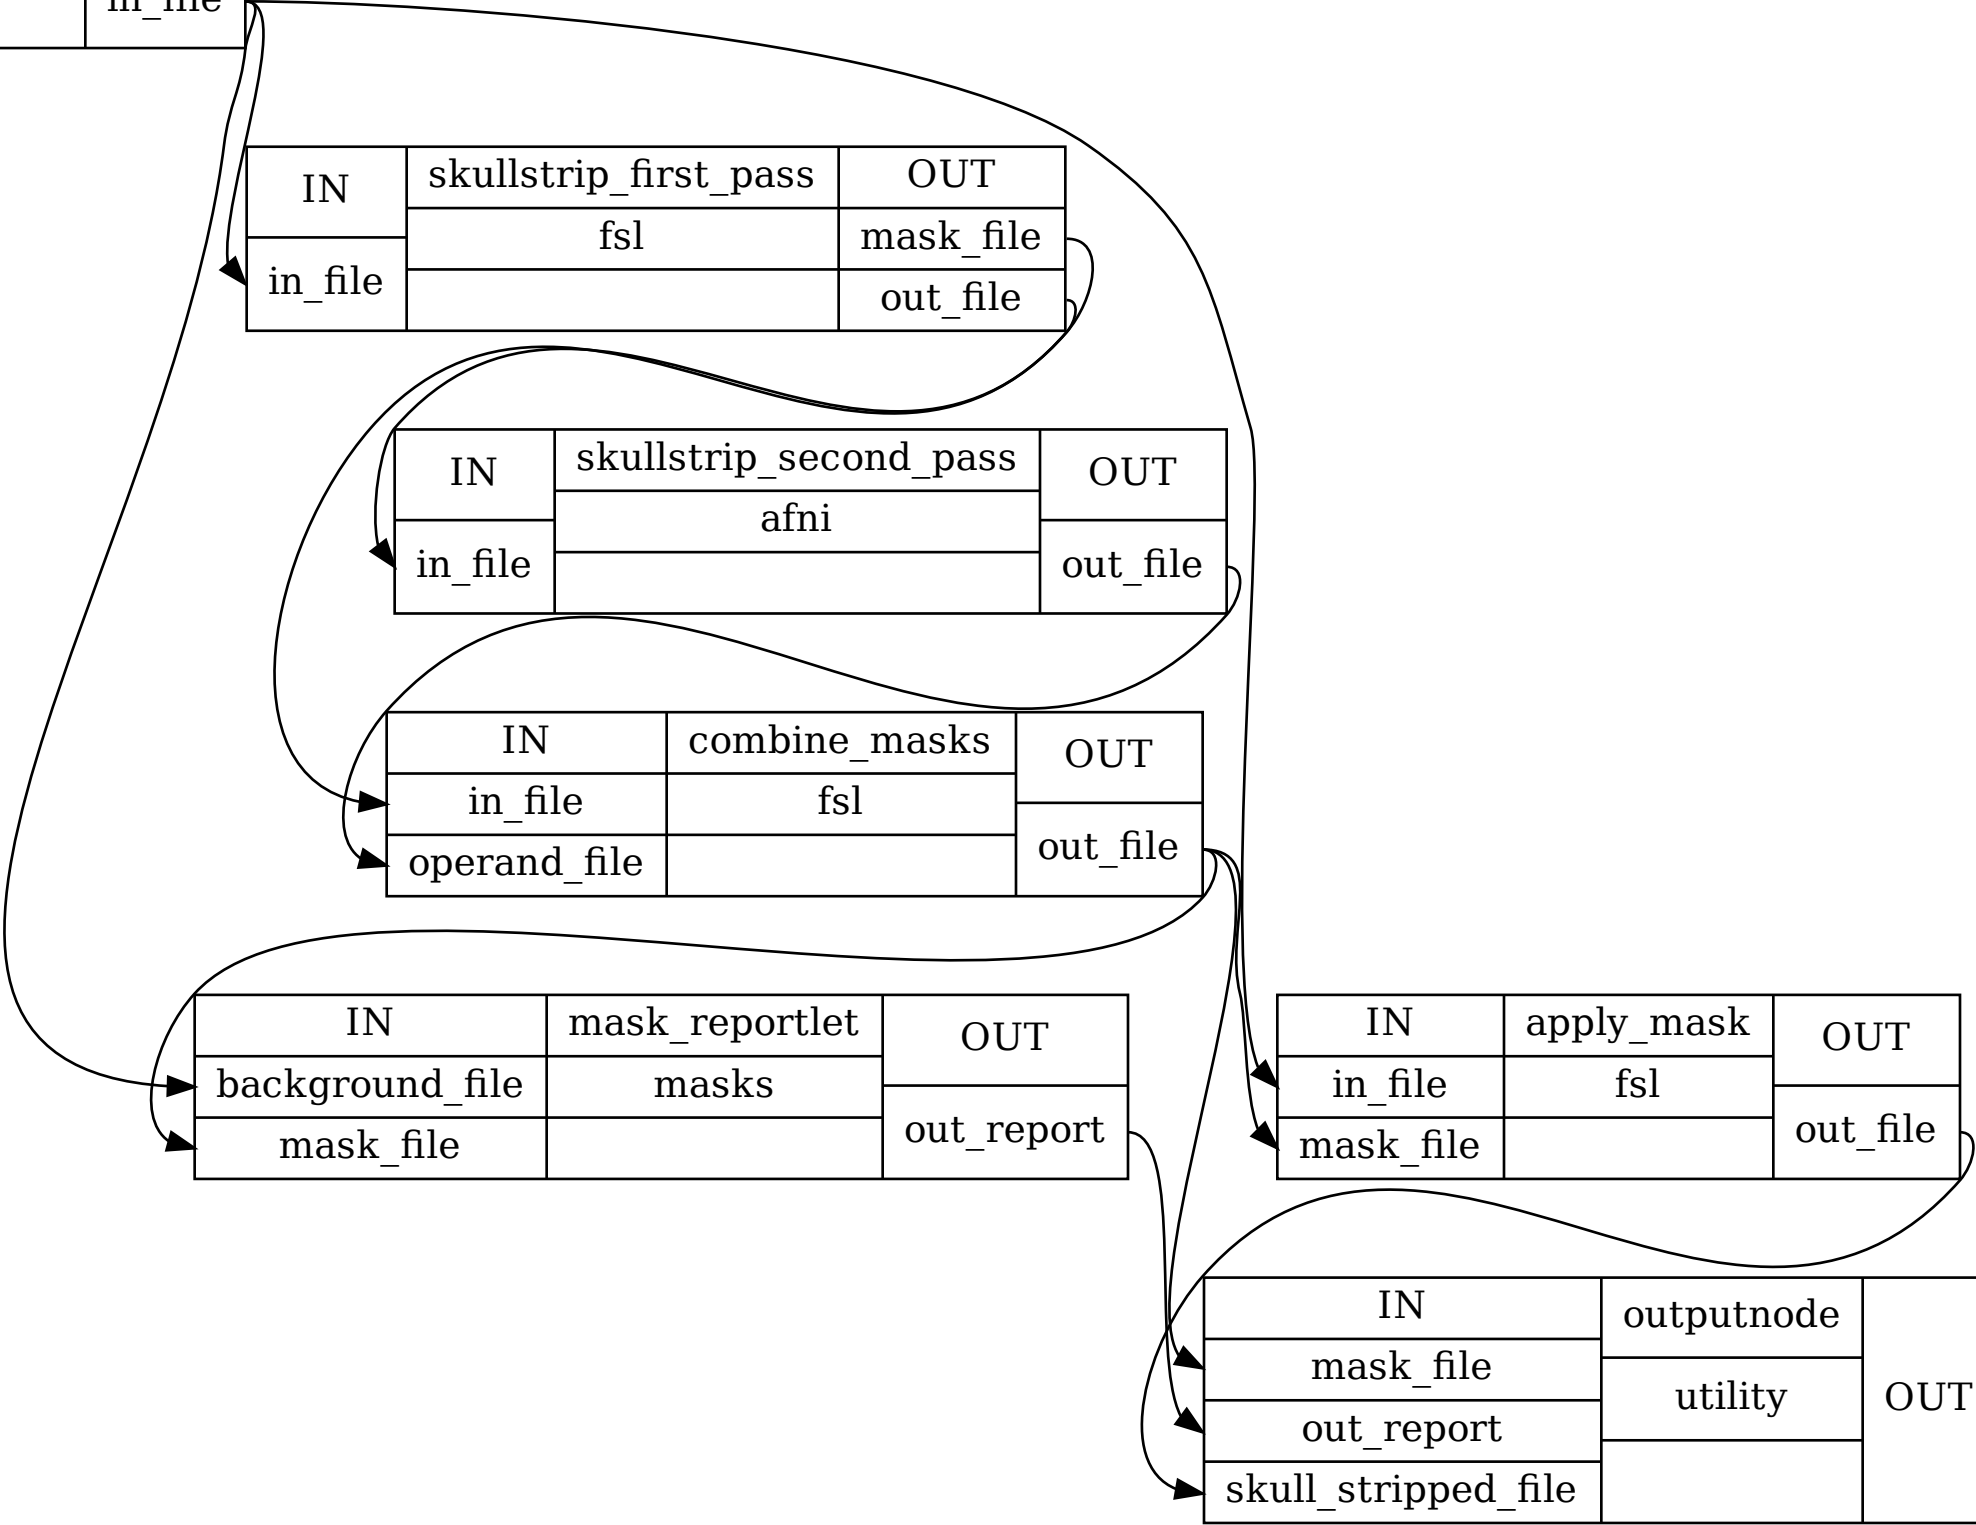 in_file
IN
skullstrip_first_pass
OUT
fsl
mask_file
in_file
out_file
IN
skullstrip_second_pass
OUT
afni
in_file
out_file
IN
combine_masks
OUT
in_file
fsl
out_file
operand_file
IN
mask_reportlet
OUT
background_file
masks
out_report
mask_file
IN
apply_mask
OUT
in_file
fsl
out_file
mask_file
IN
outputnode
mask_file
utility
OUT
out_report
skull_stripped_file